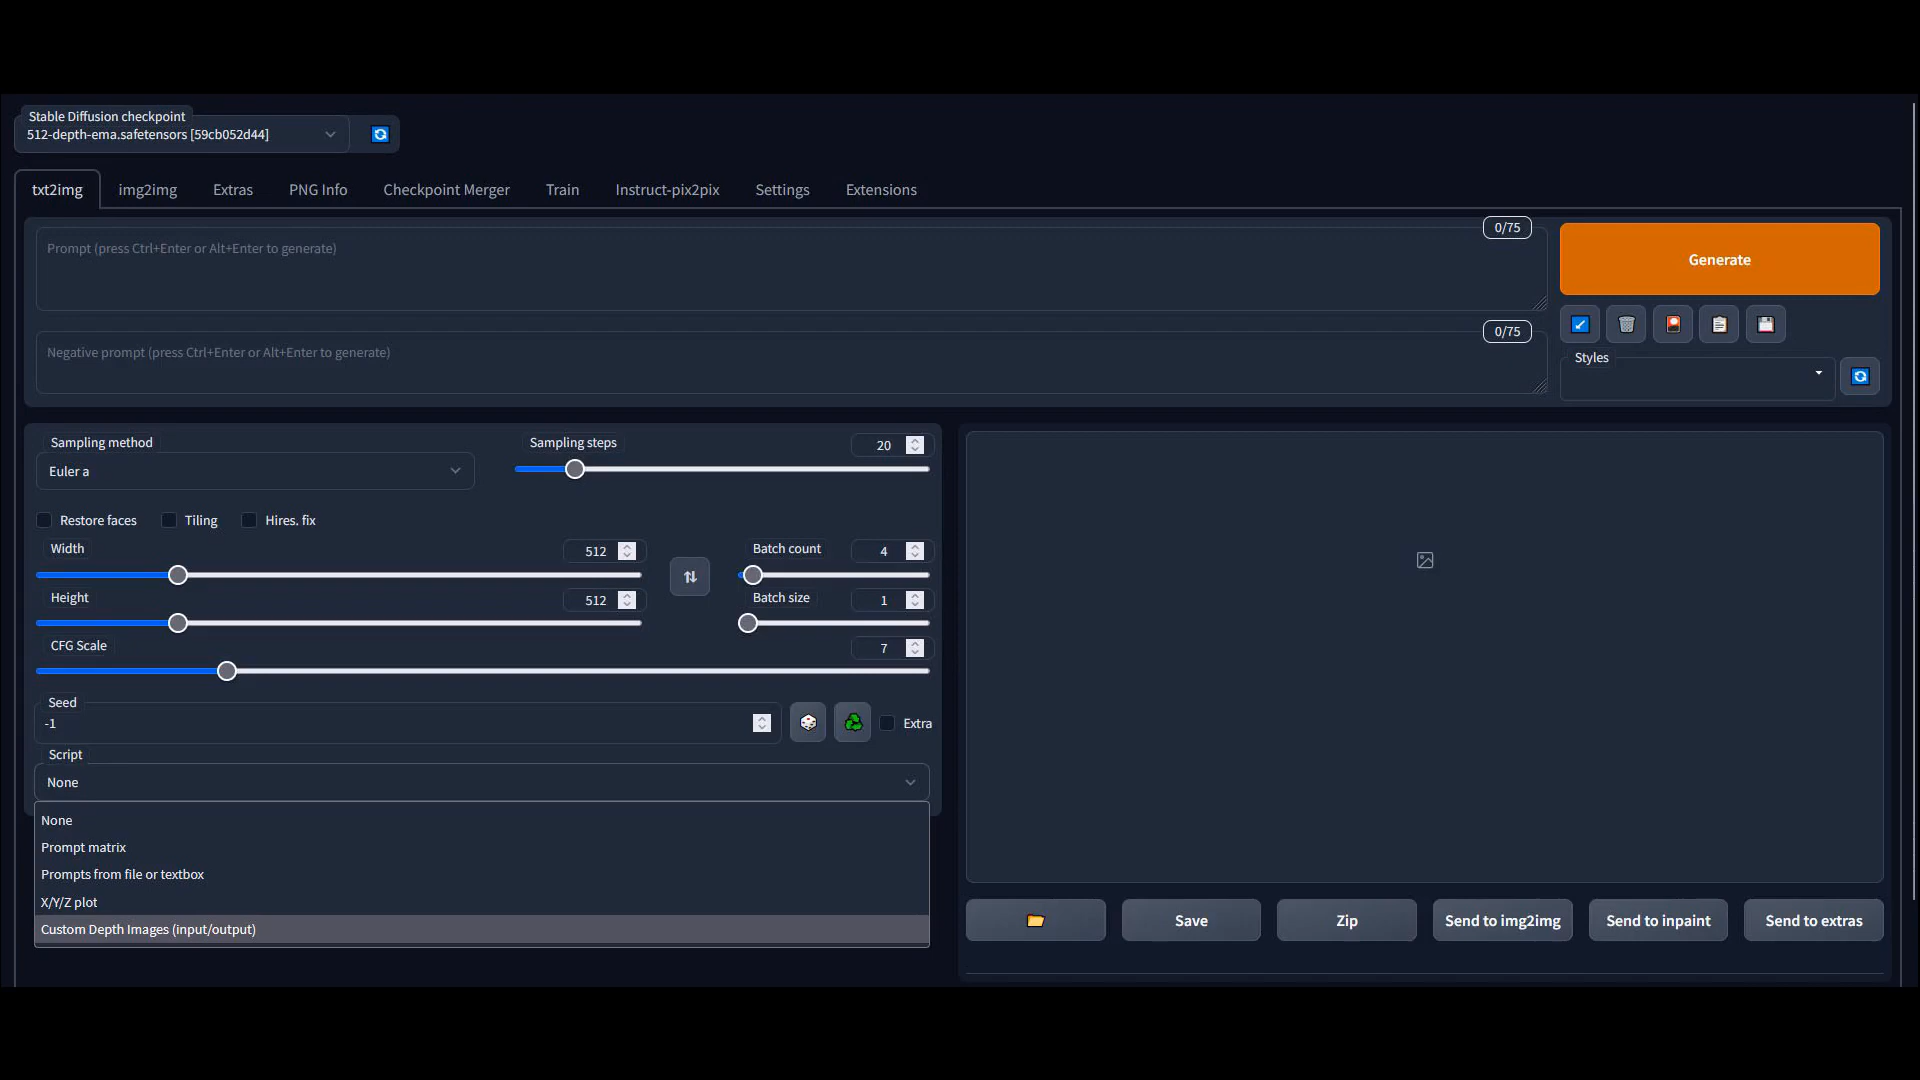 Stable Diffusion checkpoint
512-depth-ema.safetensors [59cb052d44]
txt2img img2img Extras PNG Info Checkpoint Merger Train Instruct-pix2pix Settings Extensions
0/75
Prompt (press Ctrl+Enter or Alt+Enter to generate)
Generate
0/75
Negative prompt (press Ctrl+Enter or Alt+Enter to generate)
Styles
Sampling method
Euler a
Sampling steps
20
Restore faces Tiling Hires. fix
Width
512
Batch count
4
Height
512
Batch size
1
CFG Scale
7
Seed
-1
Extra
Script
None
None
Prompt matrix
Prompts from file or textbox
X/Y/Z plot
Custom Depth Images (input/output)
Save Zip Send to img2img Send to inpaint Send to extras